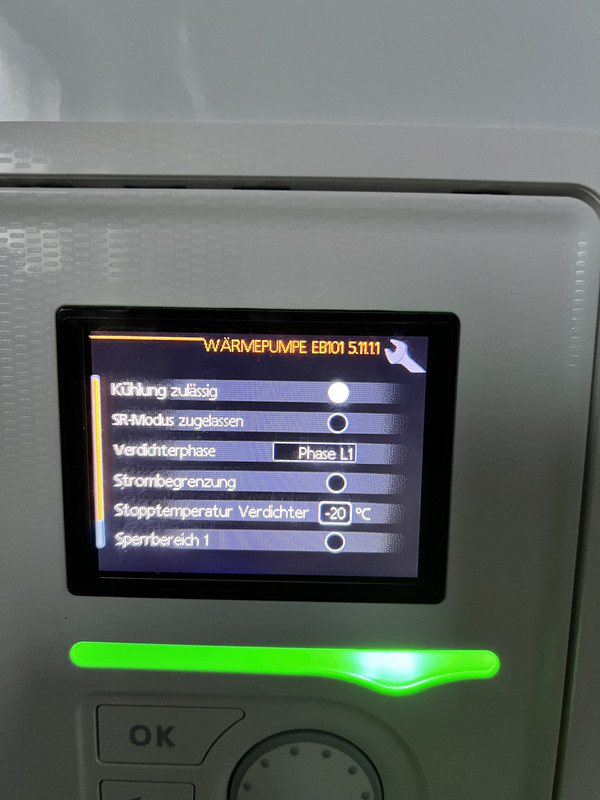 WÄRMEPUMPE EB101 5.11.1.1
Kühlung zulässig
SR-Modus zugelassen
Verdichterphase Phase L1
Strombegrenzung
Stopptemperatur Verdichter -20 °C
Sperrbereich 1
OK